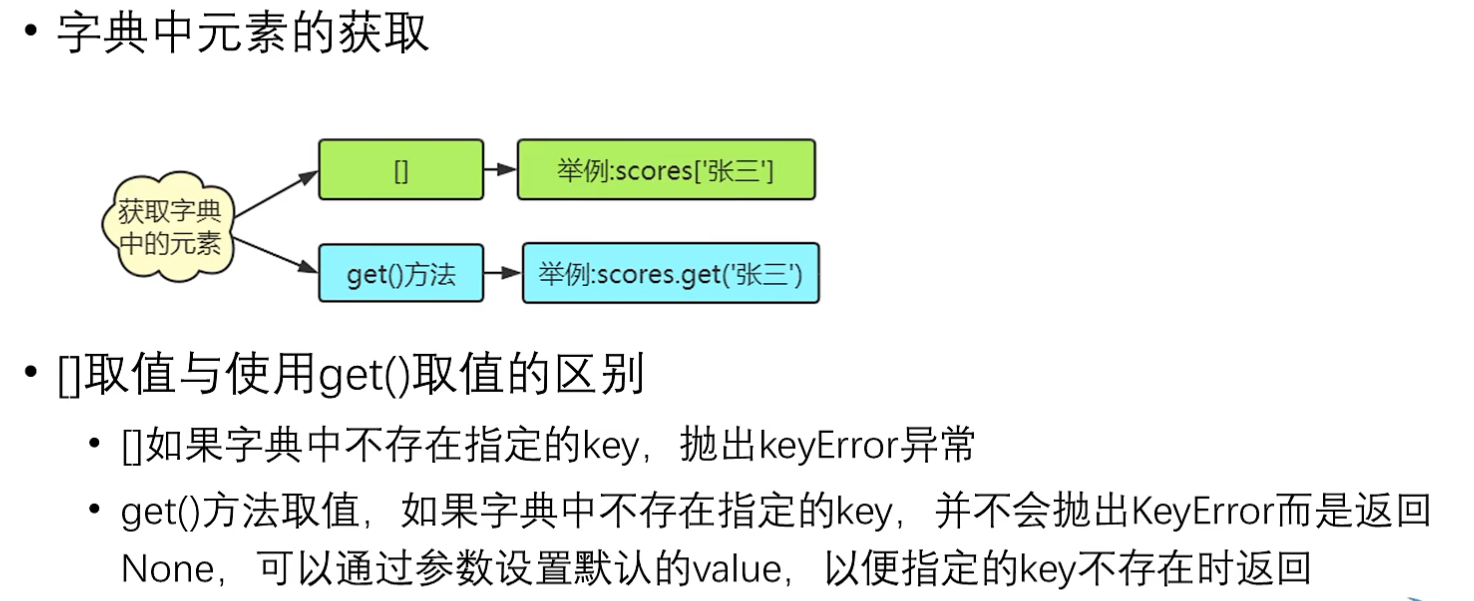 • 字典中元素的获取
获取字典
中的元素
[]
举例:scores['张三']
get()方法
举例:scores.get('张三')
• []取值与使用get()取值的区别
• []如果字典中不存在指定的key，抛出keyError异常
• get()方法取值，如果字典中不存在指定的key，并不会抛出KeyError而是返回
None，可以通过参数设置默认的value，以便指定的key不存在时返回